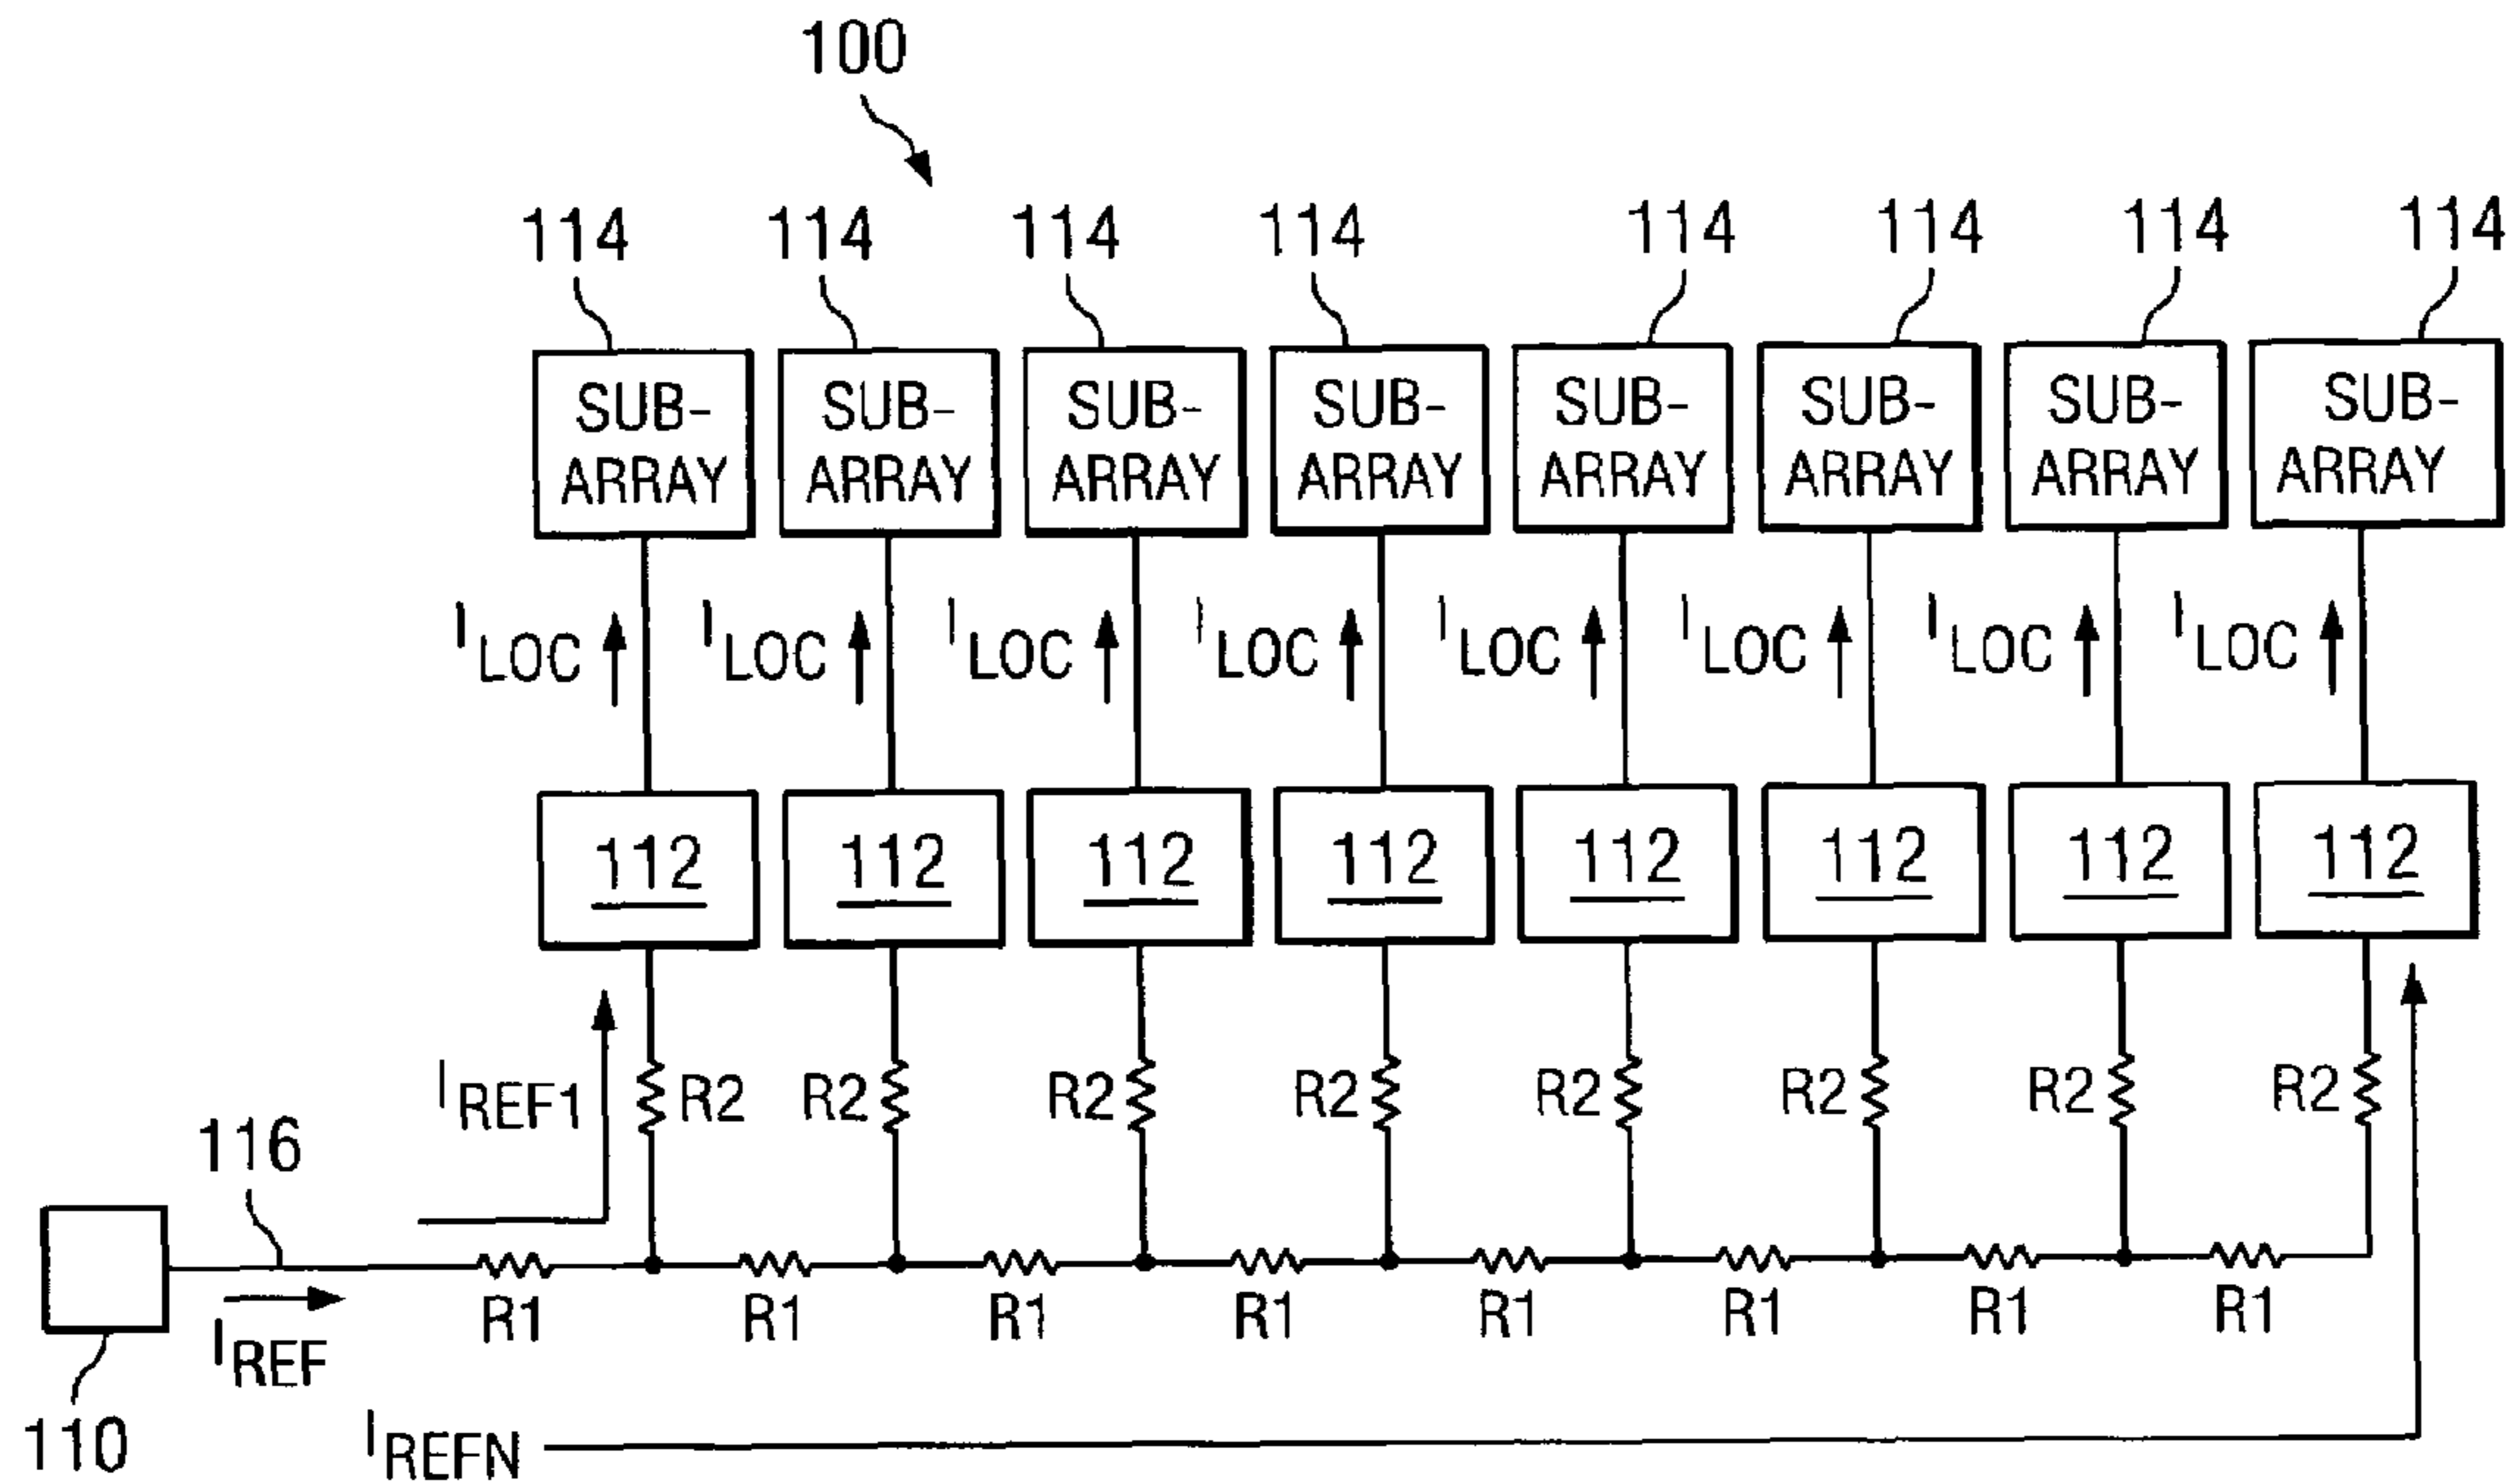 100
114 114 114 114 114 114 114 114
SUB- SUB- SUB- SUB- SUB- SUB- SUB- SUB-
ARRAY ARRAY ARRAY ARRAY ARRAY ARRAY ARRAY ARRAY
ILOC ILOC ILOC ILOC ILOC ILOC ILOC ILOC
112 112 112 112 112 112 112 112
IREF1 R2 R2 R2 R2 R2 R2 R2 R2
116
R1 R1 R1 R1 R1 R1 R1 R1
IREF
110
IREFN